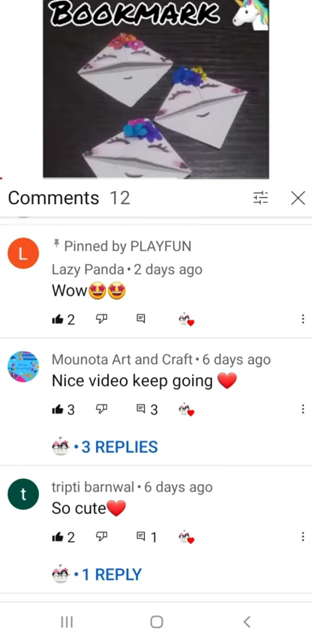 BOOKMARK
Comments 12
L
Pinned by PLAYFUN
Lazy Panda • 2 days ago
Wow🤩🤩
2
Mounota Art and Craft • 6 days ago
Nice video keep going ❤️
3 3
• 3 REPLIES
t
tripti barnwal • 6 days ago
So cute❤️
2 1
• 1 REPLY